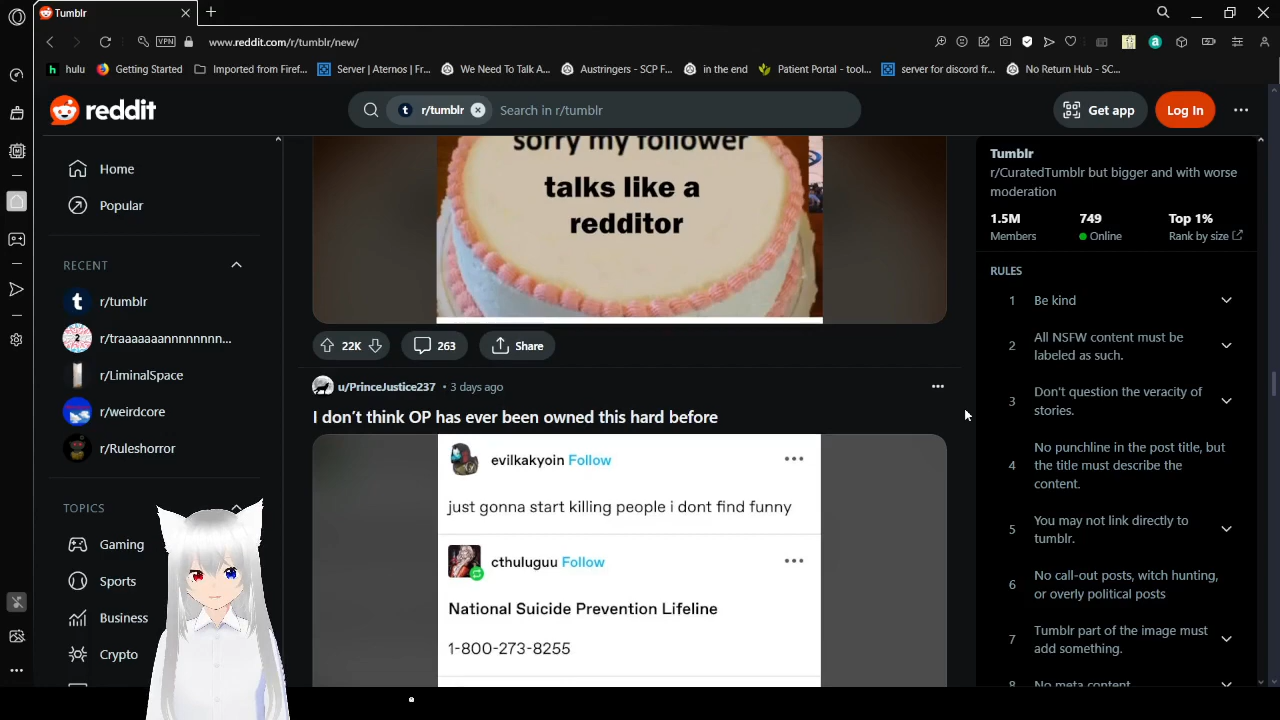 Tumblr
VPN
www.reddit.com/r/tumblr/new/
h hulu
Getting Started
Imported from Firef...
Server | Aternos | Fr...
We Need To Talk A...
Austringers - SCP F...
in the end
Patient Portal - tool...
server for discord fr...
No Return Hub - SC...
reddit
r/tumblr
Search in r/tumblr
Get app
Log In
Home
Popular
RECENT
r/tumblr
r/traaaaaaannnnnnnn...
r/LiminalSpace
r/weirdcore
r/Ruleshorror
TOPICS
Gaming
Sports
Business
Crypto
sorry my follower
talks like a
redditor
22K
263
Share
u/PrinceJustice237 • 3 days ago
I don't think OP has ever been owned this hard before
evilkakyoin Follow
just gonna start killing people i dont find funny
cthuluguu Follow
National Suicide Prevention Lifeline
1-800-273-8255
Tumblr
r/CuratedTumblr but bigger and with worse
moderation
1.5M 749 Top 1%
Members Online Rank by size
RULES
1 Be kind
2 All NSFW content must be
labeled as such.
3 Don't question the veracity of
stories.
4 No punchline in the post title, but
the title must describe the
content.
5 You may not link directly to
tumblr.
6 No call-out posts, witch hunting,
or overly political posts
7 Tumblr part of the image must
add something.
8 No meta content